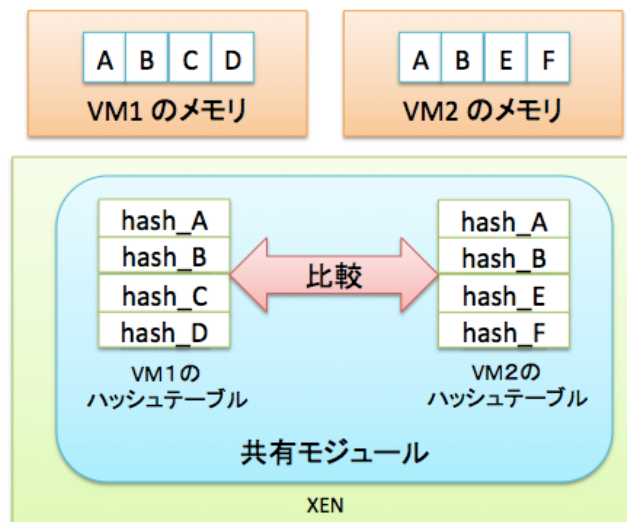 A B C D
VM1 のメモリ
A B E F
VM2 のメモリ
hash_A
hash_B
hash_C
hash_D
VM1の
ハッシュテーブル
比較
hash_A
hash_B
hash_E
hash_F
VM2の
ハッシュテーブル
共有モジュール
XEN